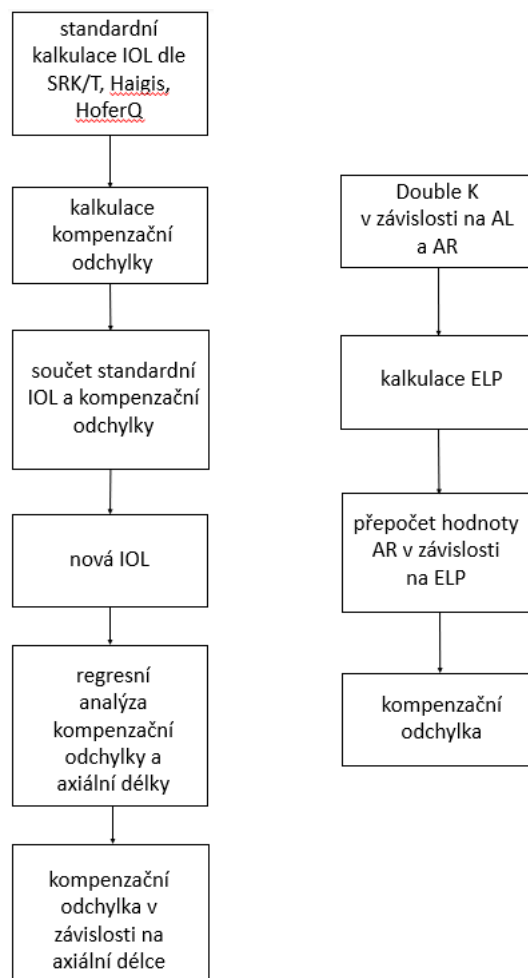 standardní
kalkulace IOL dle
SRK/T, Haigis,
HoferQ
kalkulace
kompenzační
odchylky
součet standardní
IOL a kompenzační
odchylky
nová IOL
regresní
analýza
kompenzační
odchylky a
axiální délky
kompenzační
odchylka v
závislosti na
axiální délce
Double K
v závislosti na AL
a AR
kalkulace ELP
přepočet hodnoty
AR v závislosti
na ELP
kompenzační
odchylka